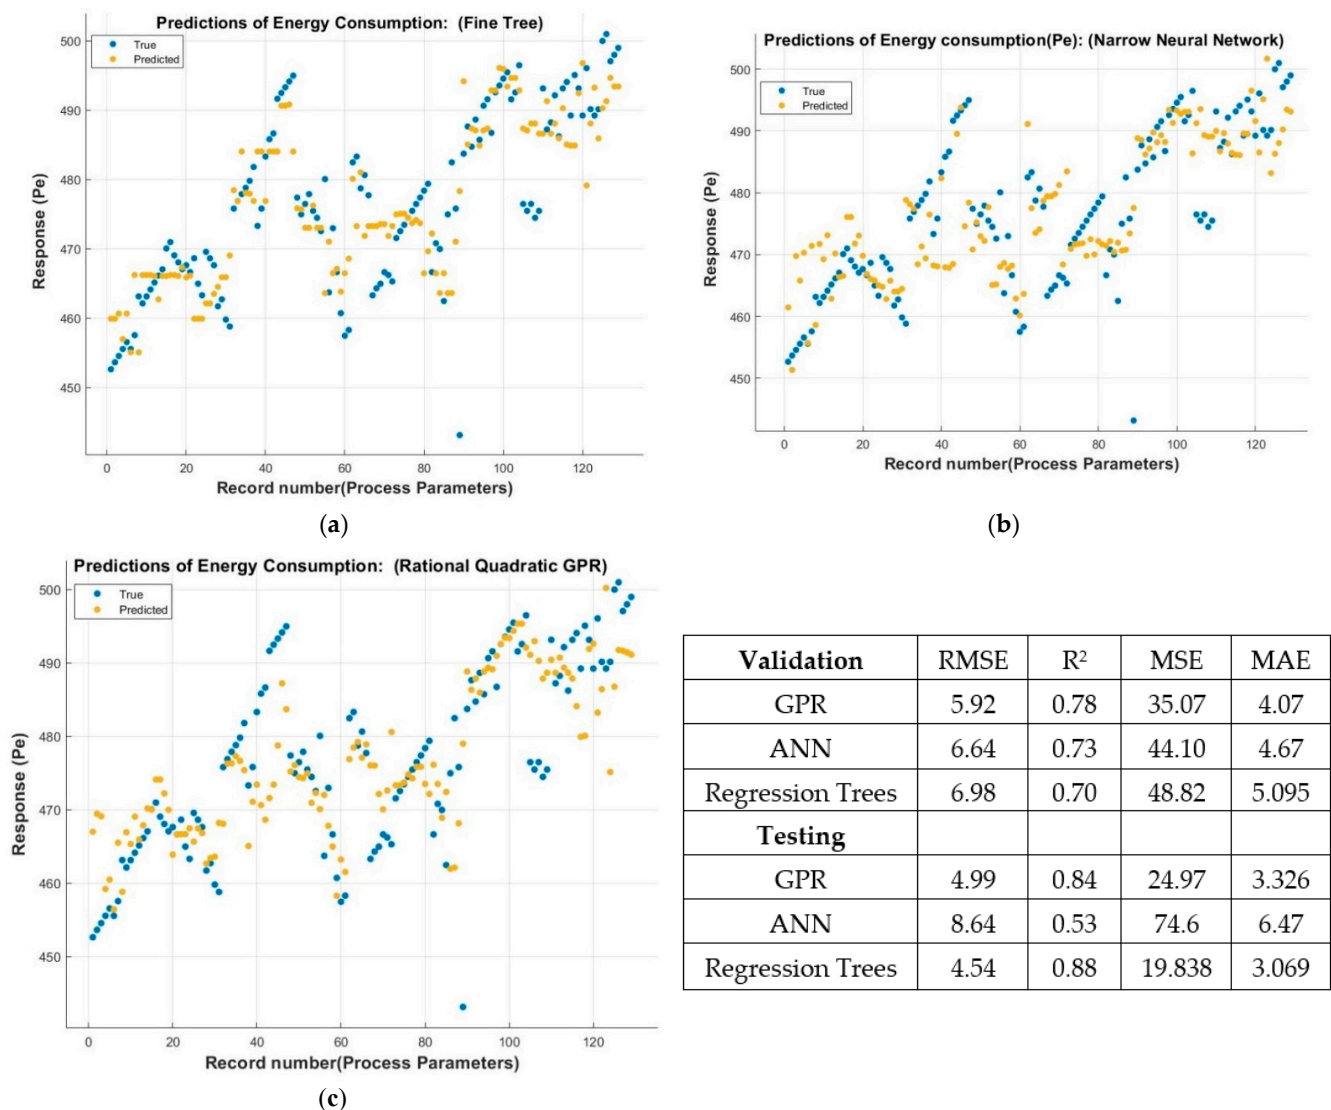 Predictions of Energy Consumption: (Fine Tree)
True
Predicted
500
490
480
470
460
450
Response (Pe)
0 20 40 60 80 100 120
Record number(Process Parameters)
(a)
Predictions of Energy consumption(Pe): (Narrow Neural Network)
True
Predicted
500
490
480
470
460
450
Response (Pe)
0 20 40 60 80 100 120
Record number(Process Parameters)
(b)
Predictions of Energy Consumption: (Rational Quadratic GPR)
True
Predicted
500
490
480
470
460
450
Response (Pe)
0 20 40 60 80 100 120
Record number(Process Parameters)
(c)
Validation RMSE R² MSE MAE
GPR 5.92 0.78 35.07 4.07
ANN 6.64 0.73 44.10 4.67
Regression Trees 6.98 0.70 48.82 5.095
Testing
GPR 4.99 0.84 24.97 3.326
ANN 8.64 0.53 74.6 6.47
Regression Trees 4.54 0.88 19.838 3.069